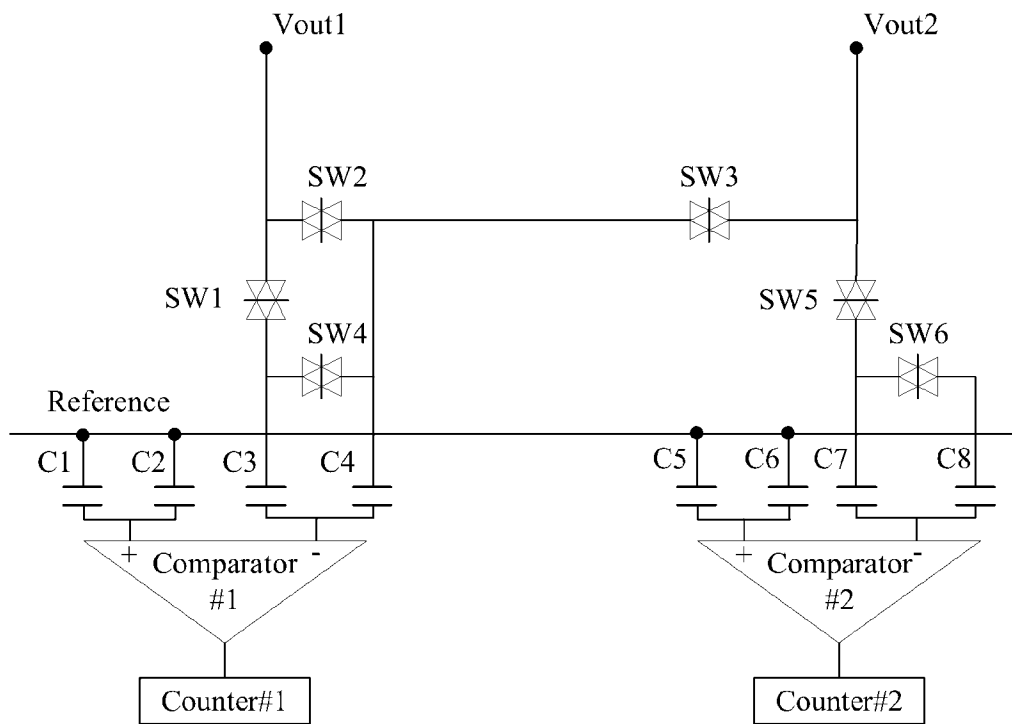 Vout1
Vout2
SW2
SW3
SW1
SW5
SW4
SW6
Reference
C1
C2
C3
C4
C5
C6
C7
C8
+
-
Comparator
#1
+
-
Comparator
#2
Counter#1
Counter#2